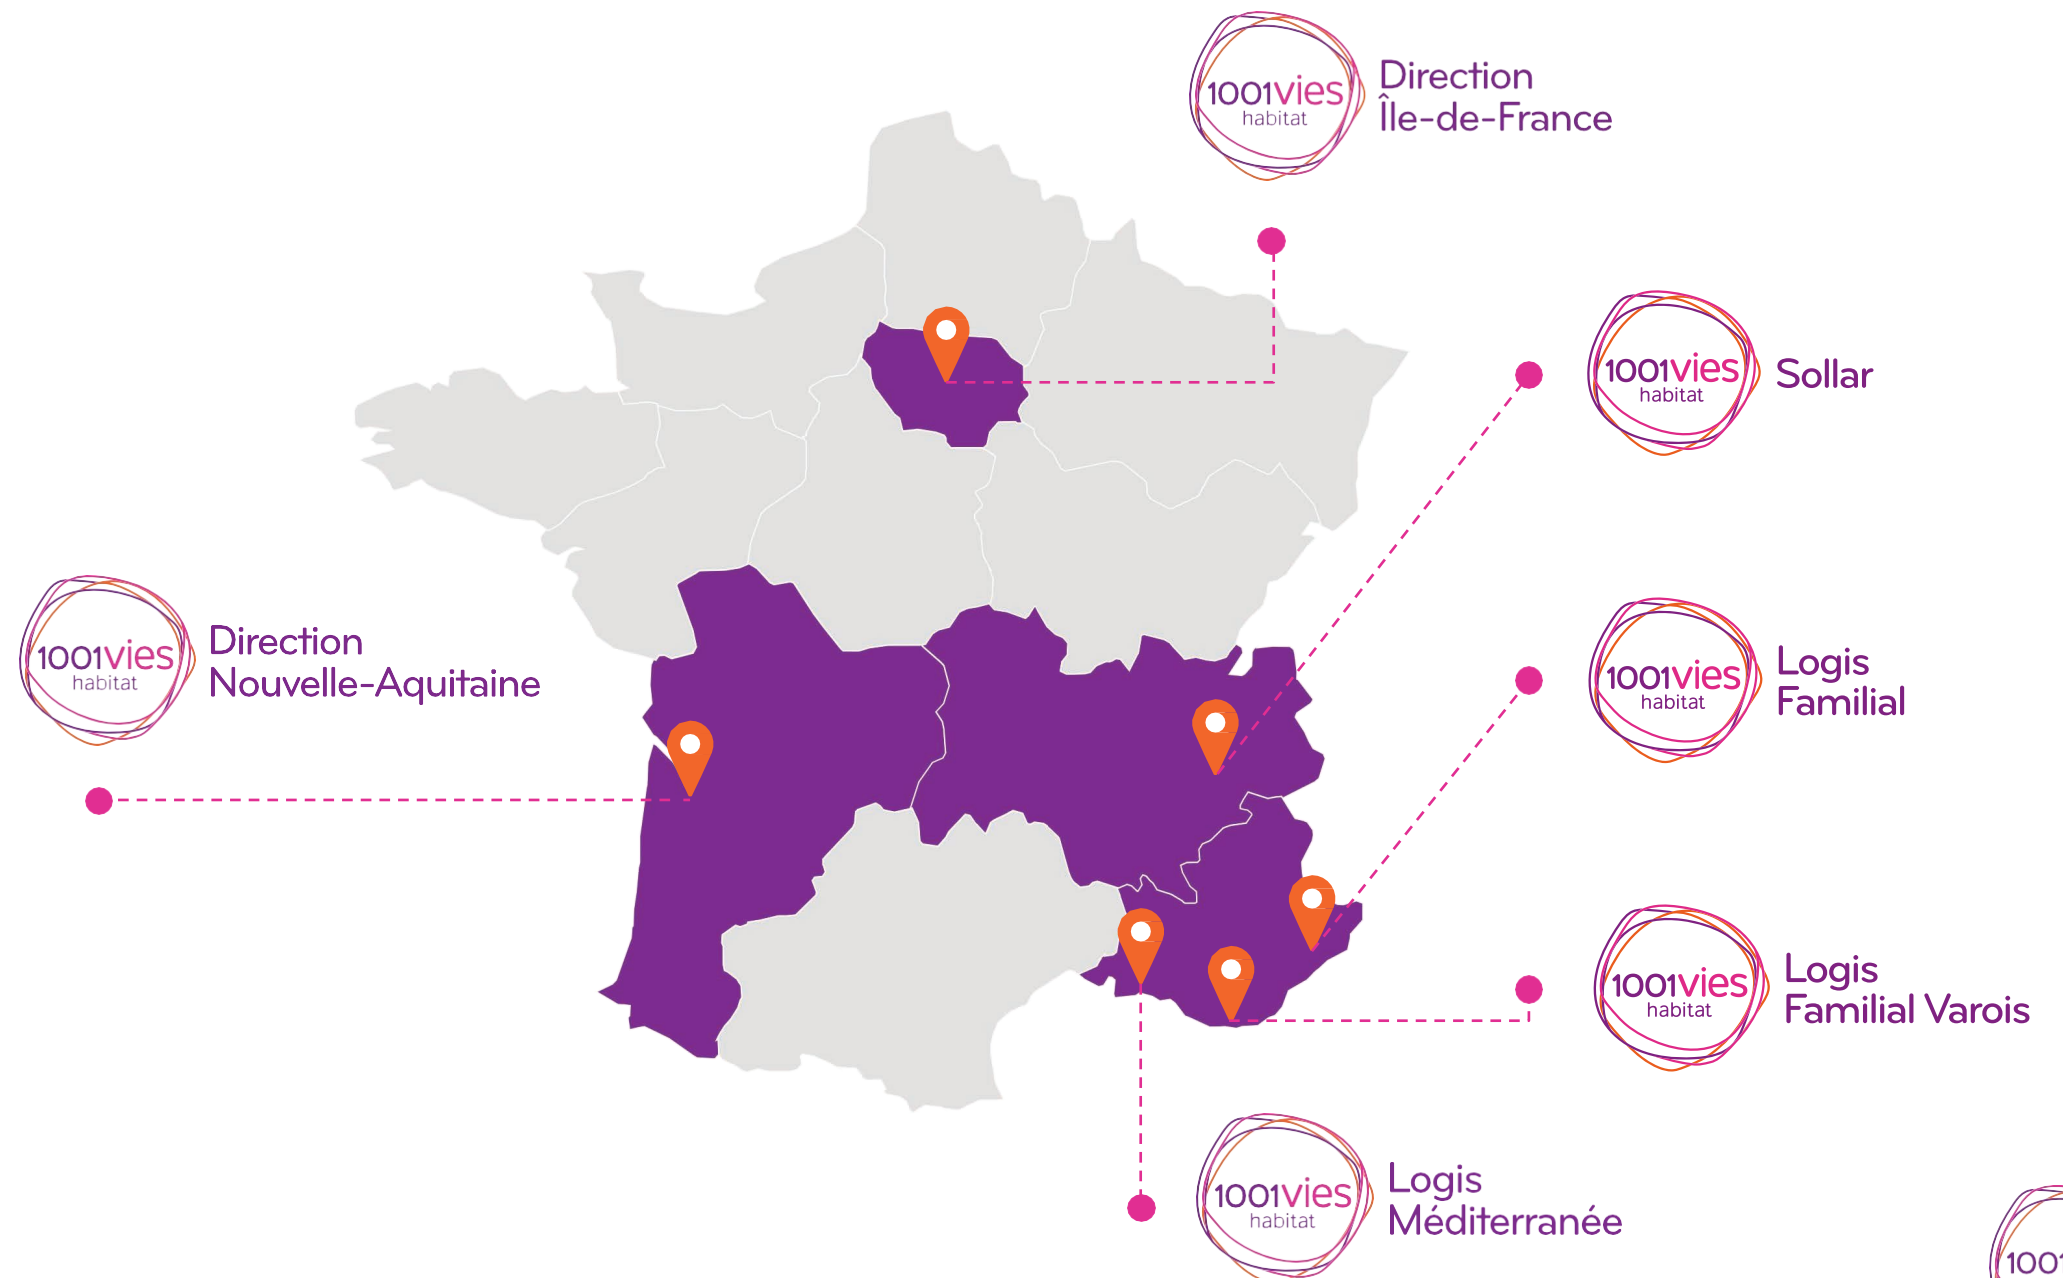 1001vies
habitat
Direction
Île-de-France
1001vies
habitat
Sollar
1001vies
habitat
Direction
Nouvelle-Aquitaine
1001vies
habitat
Logis
Familial
1001vies
habitat
Logis
Familial Varois
1001vies
habitat
Logis
Méditerranée
1001